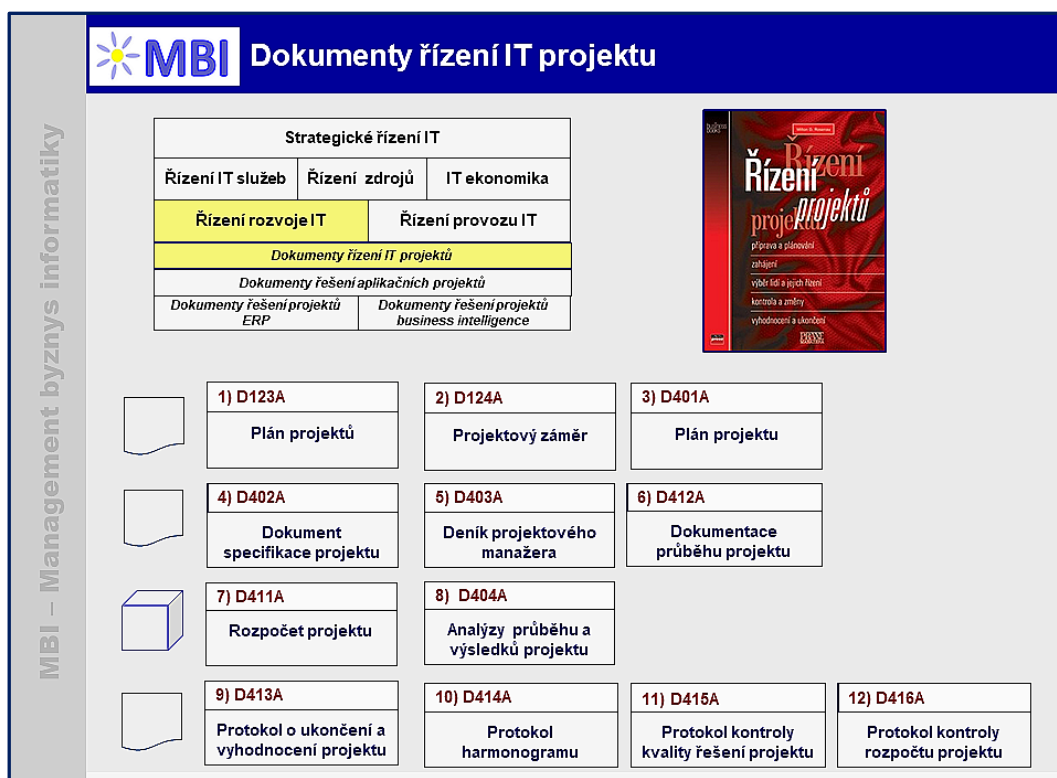 MBI
Dokumenty řízení IT projektu
MBI – Management byznys informatiky
Strategické řízení IT
Řízení IT služeb
Řízení zdrojů
IT ekonomika
Řízení rozvoje IT
Řízení provozu IT
Dokumenty řízení IT projektů
Dokumenty řešení aplikačních projektů
Dokumenty řešení projektů
ERP
Dokumenty řešení projektů
business intelligence
Milton D. Rosenau
Řízení
Řízení
projektů
projektů
příprava a plánování
zahájení
výběr lidí a jejich řízení
kontrola a změny
vyhodnocení a ukončení
1) D123A
Plán projektů
2) D124A
Projektový záměr
3) D401A
Plán projektu
4) D402A
Dokument
specifikace projektu
5) D403A
Deník projektového
manažera
6) D412A
Dokumentace
průběhu projektu
7) D411A
Rozpočet projektu
8) D404A
Analýzy průběhu a
výsledků projektu
9) D413A
Protokol o ukončení a
vyhodnocení projektu
10) D414A
Protokol
harmonogramu
11) D415A
Protokol kontroly
kvality řešení projektu
12) D416A
Protokol kontroly
rozpočtu projektu